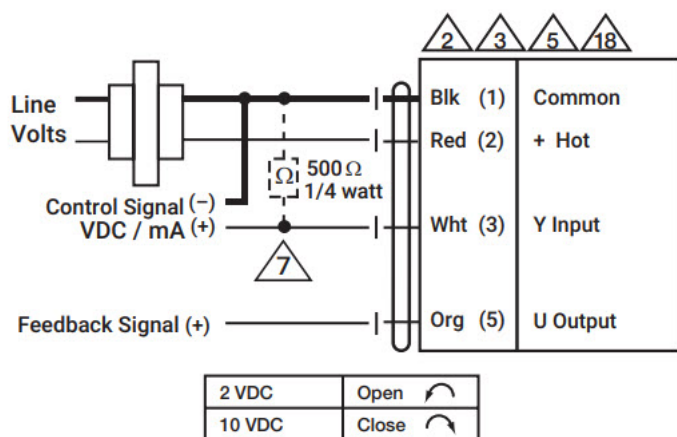 2 3 5 18
Line
Volts
Blk (1) Common
Red (2) + Hot
Ω 500 Ω
1/4 watt
Control Signal (−)
VDC / mA (+)
Wht (3) Y Input
7
Feedback Signal (+)
Org (5) U Output
2 VDC Open
10 VDC Close